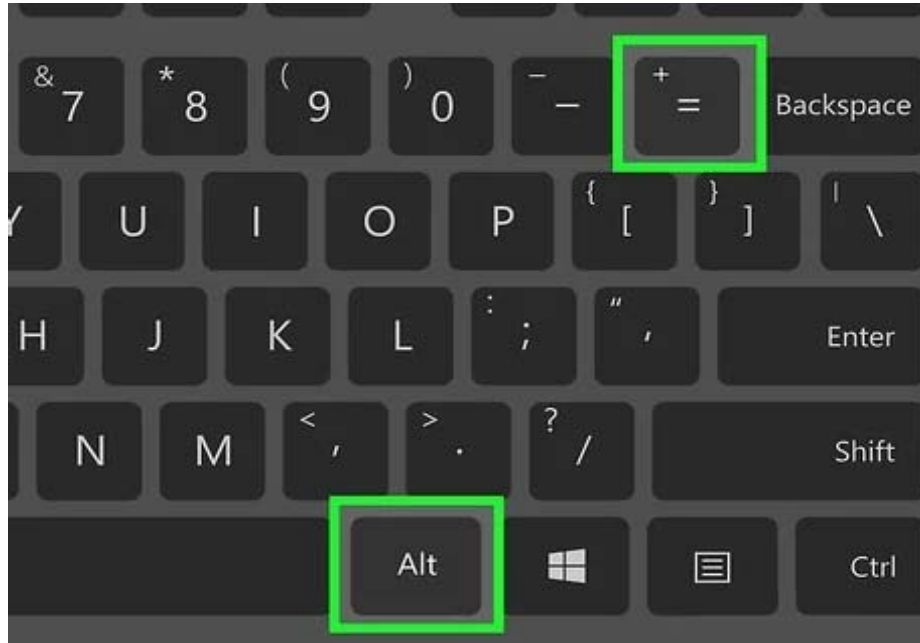 & 7 * 8 ( 9 ) 0 – – + = Backspace
Y U I O P { [ } ] | \
H J K L : ; " ' Enter
N M < , > . ? / Shift
Alt Ctrl